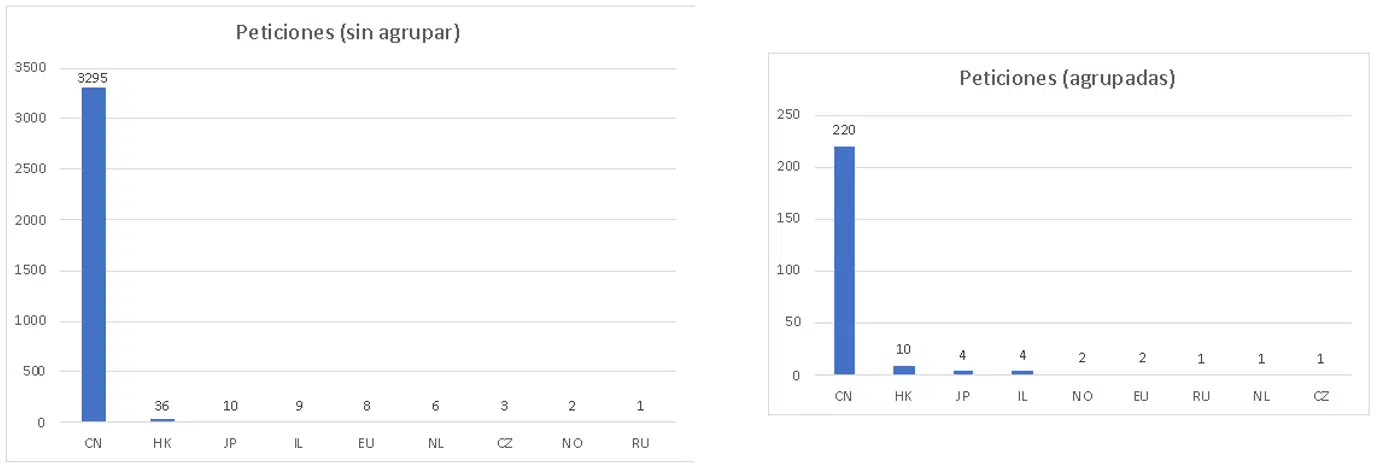 Peticiones (sin agrupar)
3500
3295
3000
2500
2000
1500
1000
500
36 10 9 8 6 3 2 1
0
CN HK JP IL EU NL CZ NO RU
Peticiones (agrupadas)
250
220
200
150
100
50
10 4 4 2 2 1 1 1
0
CN HK JP IL NO EU RU NL CZ